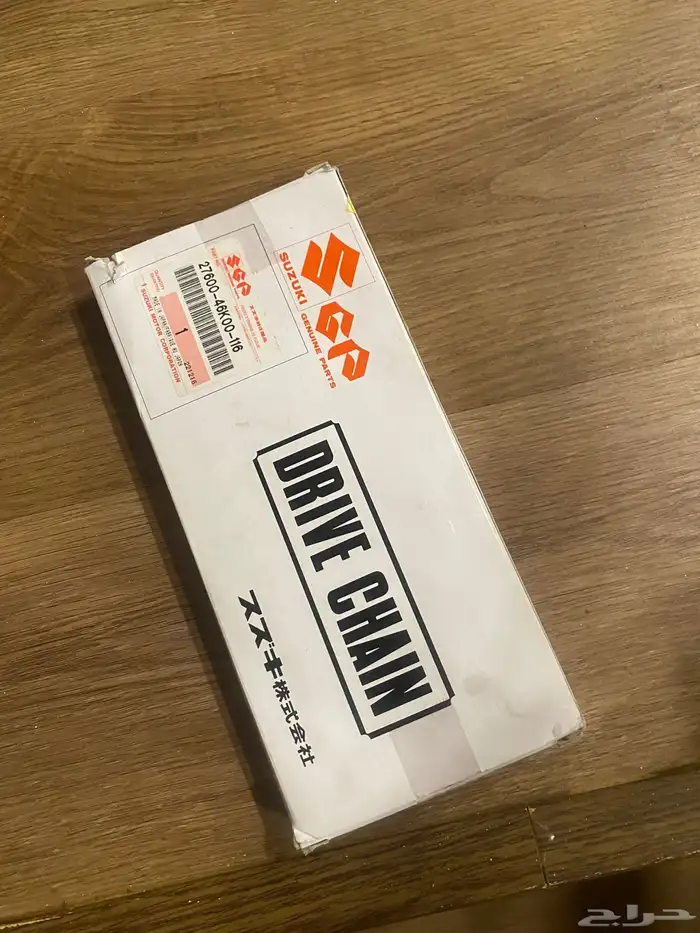 SUZUKI
SGP
GENUINE PARTS
SGP
27600-46K00-116
1
221216
SUZUKI MOTOR CORPORATION
DRIVE CHAIN
スズキ株式会社
حراج